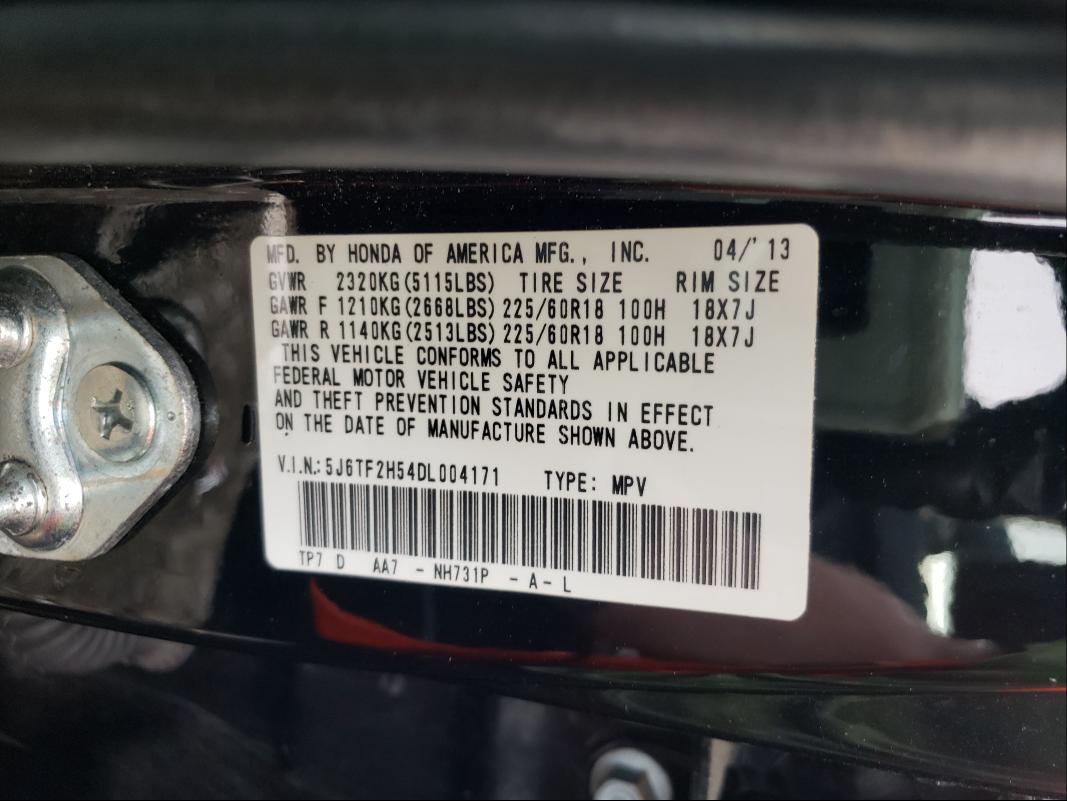 MFD. BY HONDA OF AMERICA MFG., INC. 04/'13
GVWR 2320KG(5115LBS) TIRE SIZE RIM SIZE
GAWR F 1210KG(2668LBS) 225/60R18 100H 18X7J
GAWR R 1140KG(2513LBS) 225/60R18 100H 18X7J
THIS VEHICLE CONFORMS TO ALL APPLICABLE
FEDERAL MOTOR VEHICLE SAFETY
AND THEFT PREVENTION STANDARDS IN EFFECT
ON THE DATE OF MANUFACTURE SHOWN ABOVE.
V.I.N.: 5J6TF2H54DL004171 TYPE: MPV
TP7 D AA7 - NH731P - A - L